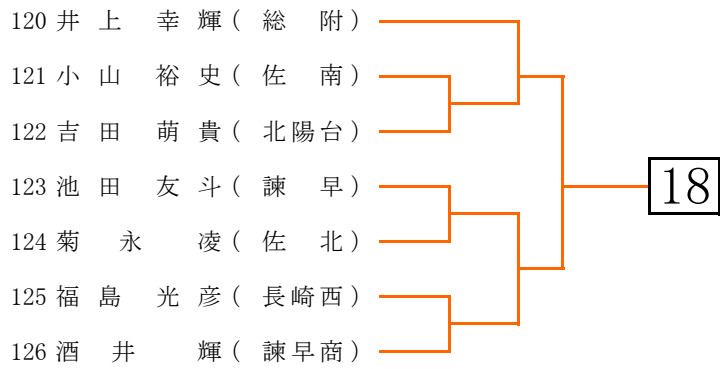 120 井上 幸輝(総附)
121 小山 裕史(佐南)
122 吉田 萌貴(北陽台)
123 池田 友斗(諫早)
18
124 菊永 凌(佐北)
125 福島 光彦(長崎西)
126 酒井 輝(諫早商)